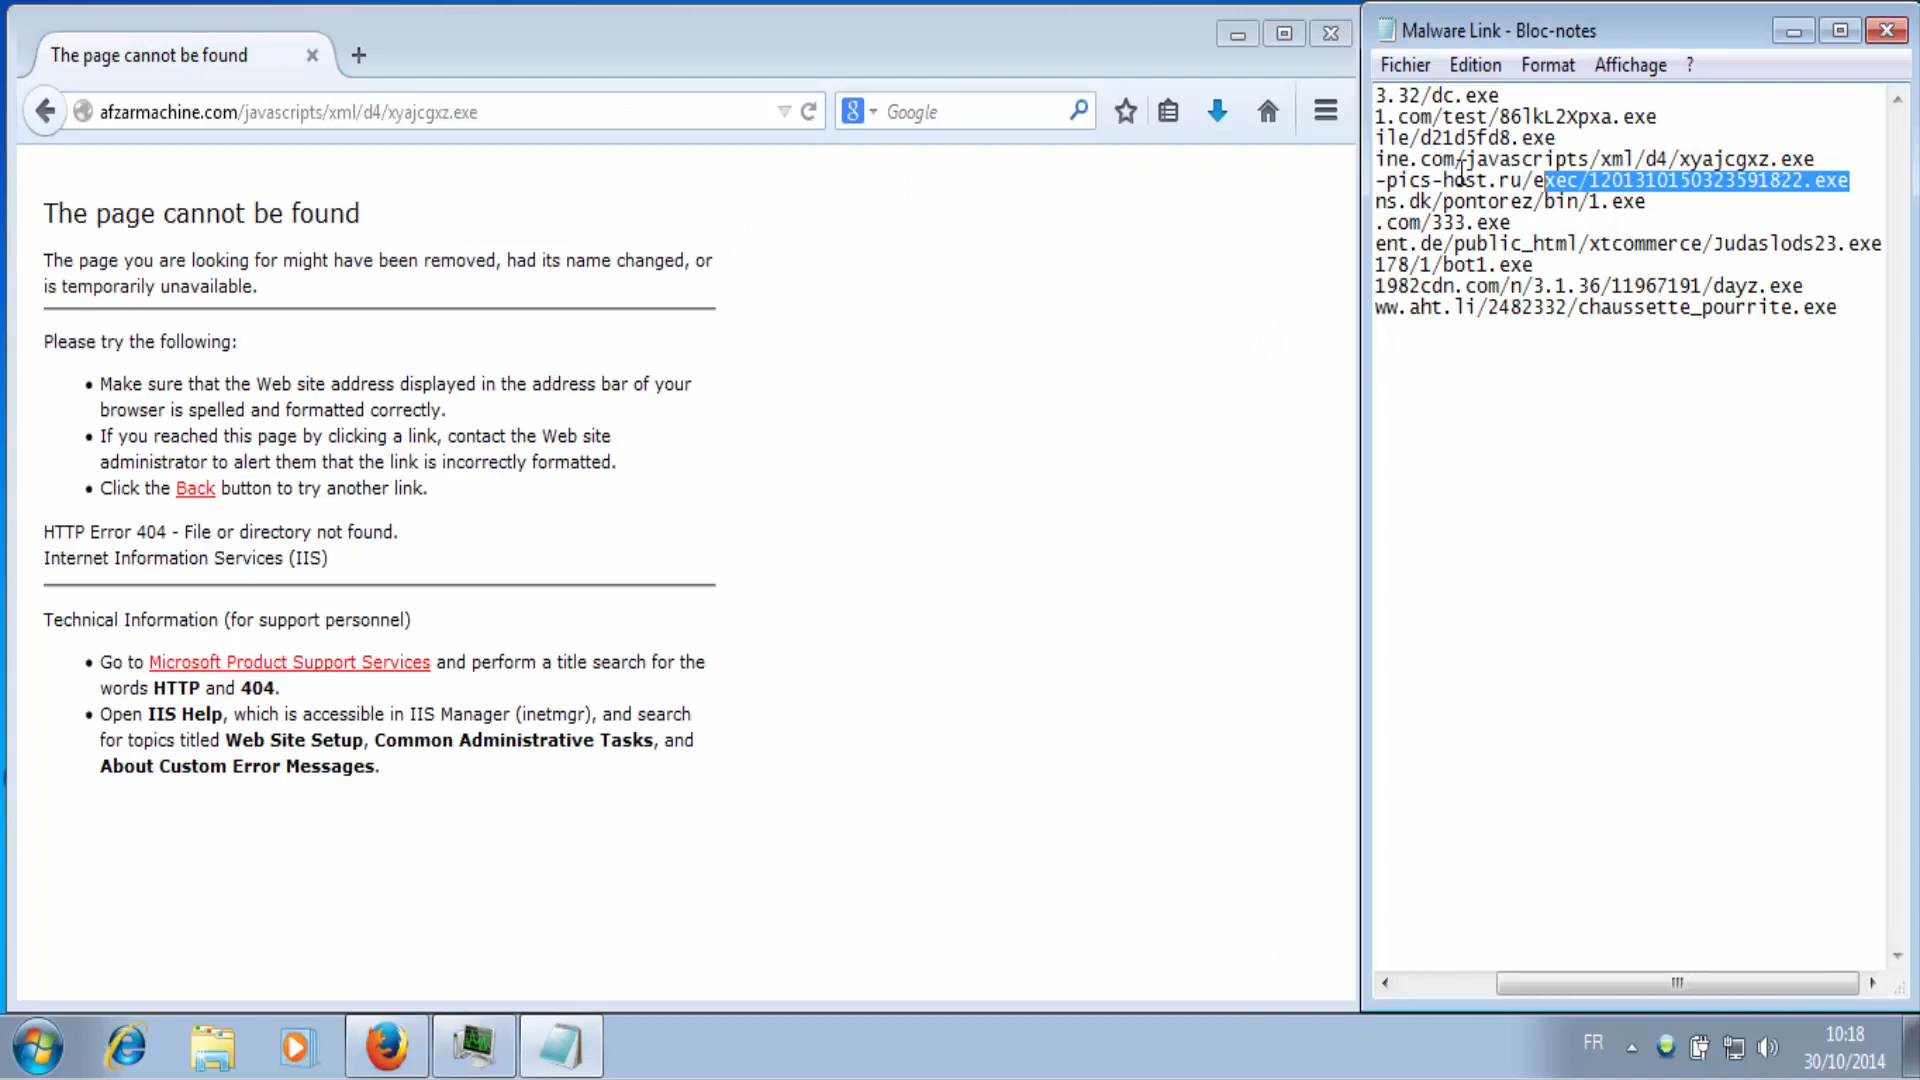 The page cannot be found
afzarmachine.com/javascripts/xml/d4/xyajcgxz.exe
Google
The page cannot be found
The page you are looking for might have been removed, had its name changed, or
is temporarily unavailable.
Please try the following:
Make sure that the Web site address displayed in the address bar of your
browser is spelled and formatted correctly.
If you reached this page by clicking a link, contact the Web site
administrator to alert them that the link is incorrectly formatted.
Click the Back button to try another link.
HTTP Error 404 - File or directory not found.
Internet Information Services (IIS)
Technical Information (for support personnel)
Go to Microsoft Product Support Services and perform a title search for the
words HTTP and 404.
Open IIS Help, which is accessible in IIS Manager (inetmgr), and search
for topics titled Web Site Setup, Common Administrative Tasks, and
About Custom Error Messages.
Malware Link - Bloc-notes
Fichier Edition Format Affichage ?
3.32/dc.exe
1.com/test/86lkL2Xpxa.exe
ile/d21d5fd8.exe
ine.com/javascripts/xml/d4/xyajcgxz.exe
-pics-host.ru/exec/1201310150323591822.exe
ns.dk/pontorez/bin/1.exe
.com/333.exe
ent.de/public_html/xtcommerce/Judaslods23.exe
178/1/bot1.exe
1982cdn.com/n/3.1.36/11967191/dayz.exe
ww.aht.li/2482332/chaussette_pourrite.exe
FR
10:18
30/10/2014